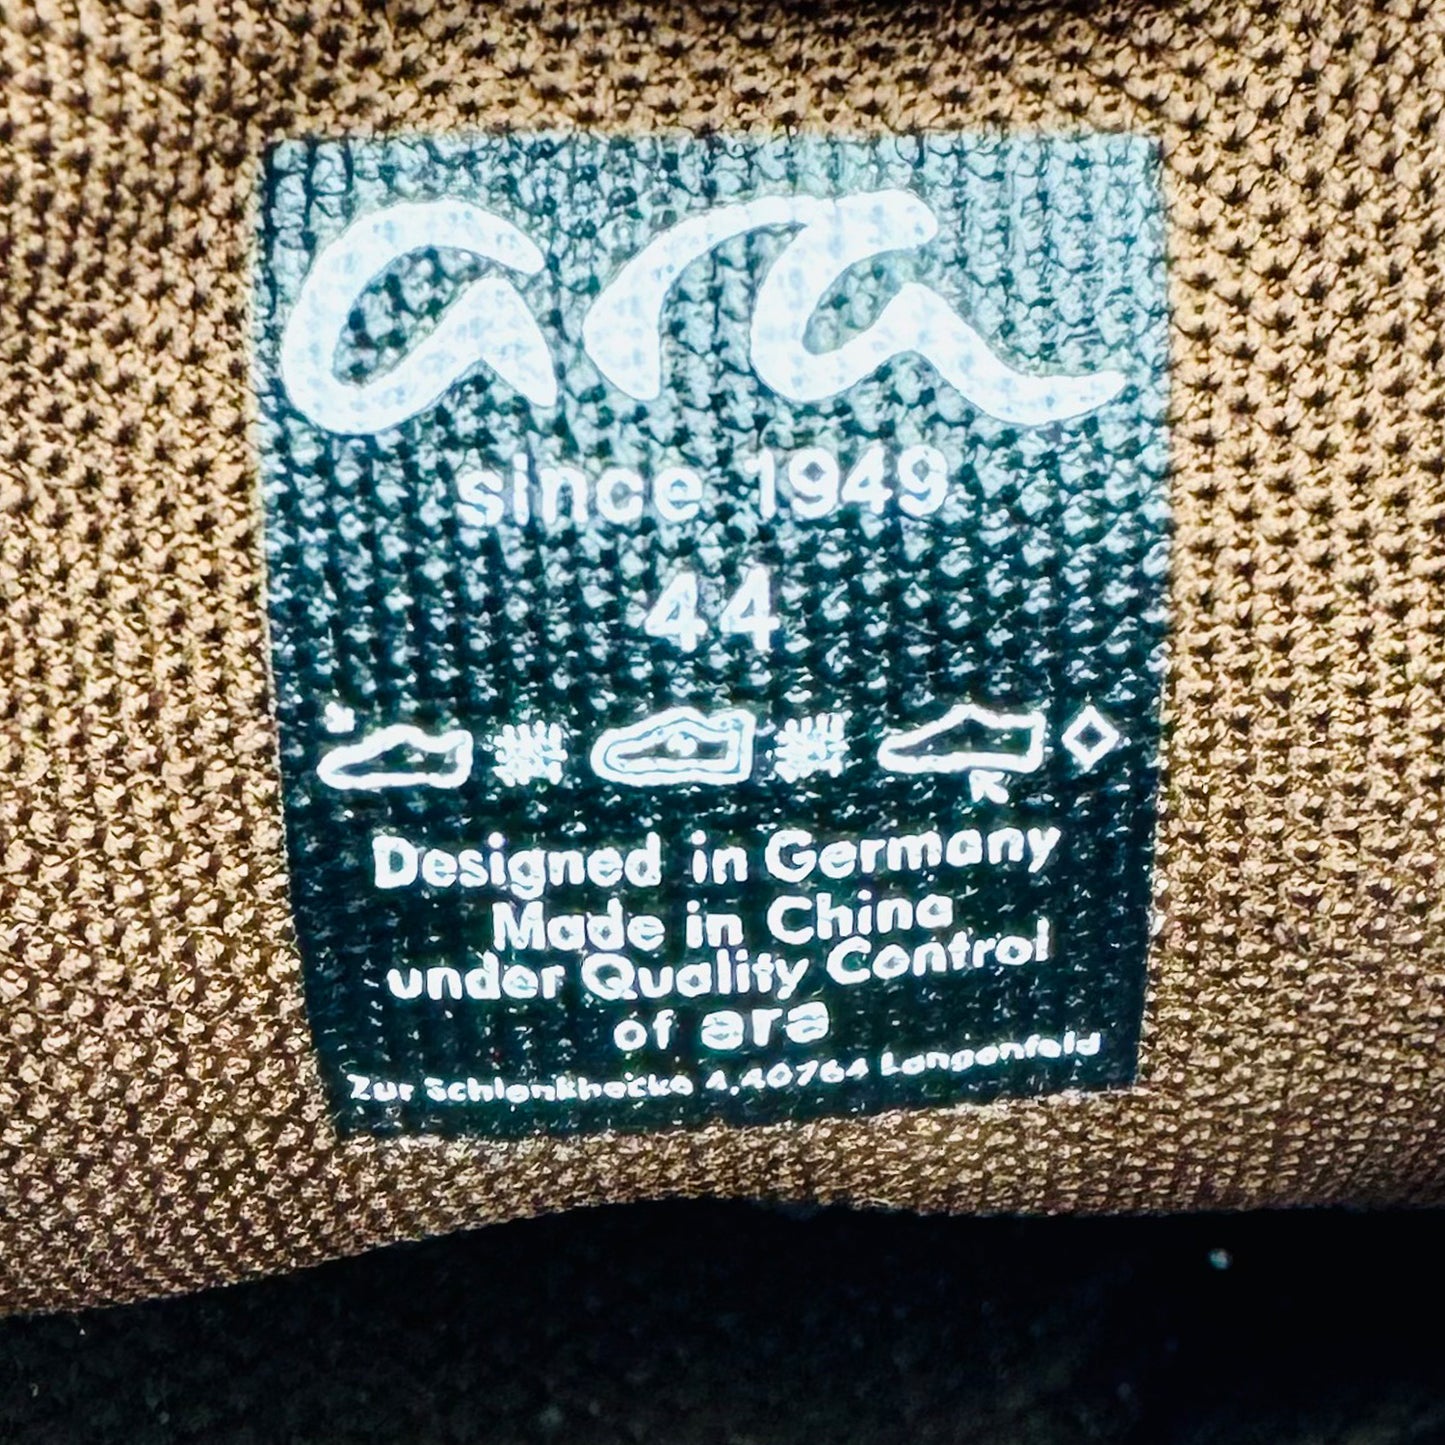 ara
since 1949
44
Designed in Germany
Made in China
under Quality Control
of ara
Zur Schlenkhecke 4,40764 Langenfeld